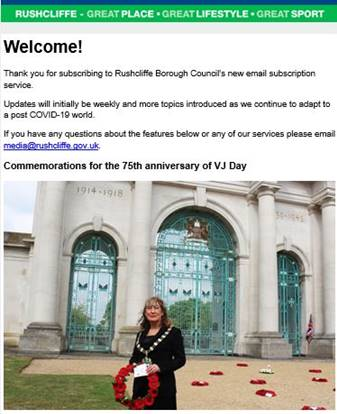 RUSHCLIFFE - GREAT PLACE • GREAT LIFESTYLE • GREAT SPORT
Welcome!
Thank you for subscribing to Rushcliffe Borough Council's new email subscription
service.
Updates will initially be weekly and more topics introduced as we continue to adapt to
a post COVID-19 world.
If you have any questions about the features below or any of our services please email
media@rushcliffe.gov.uk.
Commemorations for the 75th anniversary of VJ Day
1914-1918